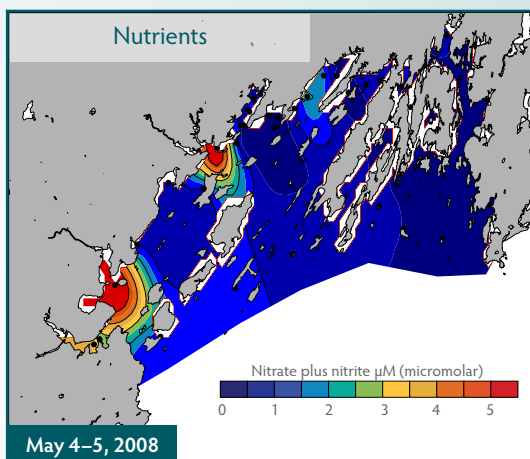 Nutrients
Nitrate plus nitrite µM (micromolar)
0 1 2 3 4 5
May 4–5, 2008